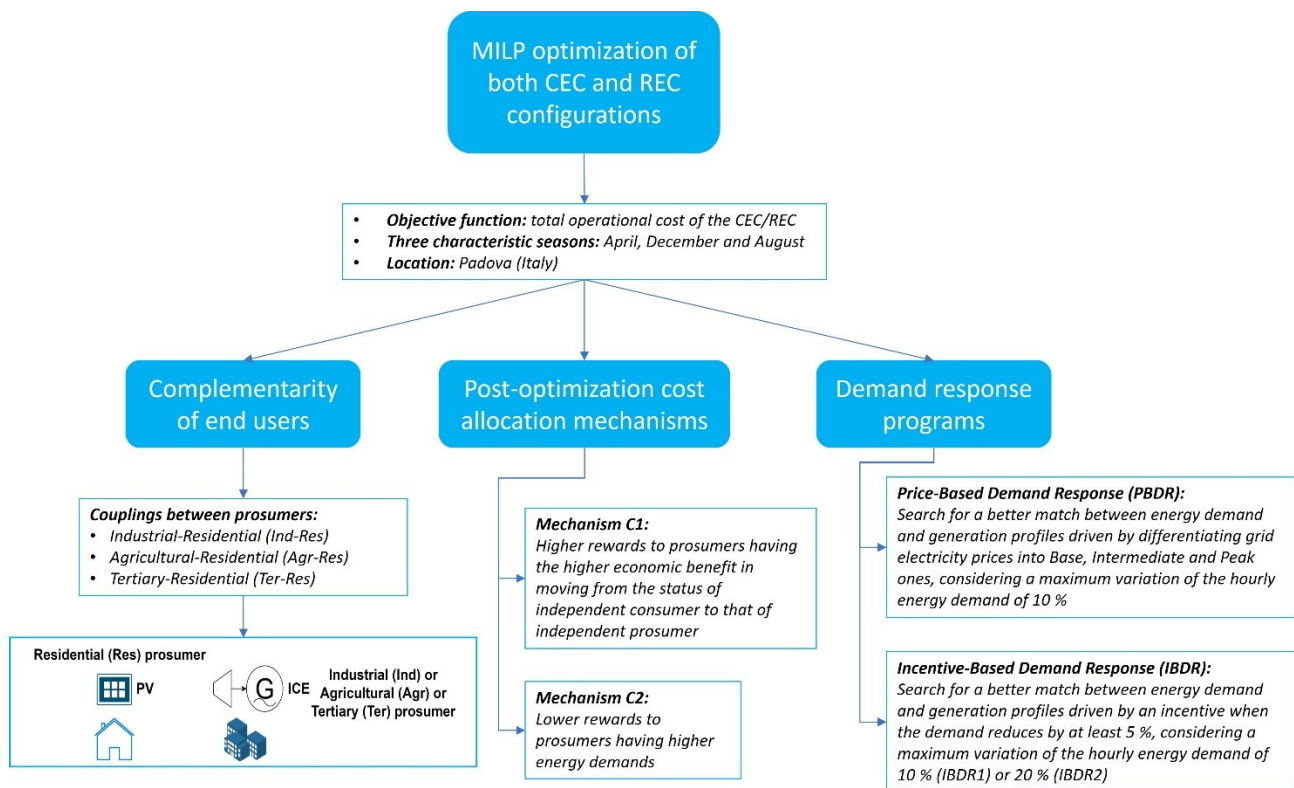 MILP optimization of
both CEC and REC
configurations
• Objective function: total operational cost of the CEC/REC
• Three characteristic seasons: April, December and August
• Location: Padova (Italy)
Complementarity
of end users
Post-optimization cost
allocation mechanisms
Demand response
programs
Couplings between prosumers:
• Industrial-Residential (Ind-Res)
• Agricultural-Residential (Agr-Res)
• Tertiary-Residential (Ter-Res)
Residential (Res) prosumer
PV
G
ICE
Industrial (Ind) or
Agricultural (Agr) or
Tertiary (Ter) prosumer
Mechanism C1:
Higher rewards to prosumers having
the higher economic benefit in
moving from the status of
independent consumer to that of
independent prosumer
Mechanism C2:
Lower rewards to
prosumers having higher
energy demands
Price-Based Demand Response (PBDR):
Search for a better match between energy demand
and generation profiles driven by differentiating grid
electricity prices into Base, Intermediate and Peak
ones, considering a maximum variation of the hourly
energy demand of 10 %
Incentive-Based Demand Response (IBDR):
Search for a better match between energy demand
and generation profiles driven by an incentive when
the demand reduces by at least 5 %, considering a
maximum variation of the hourly energy demand of
10 % (IBDR1) or 20 % (IBDR2)